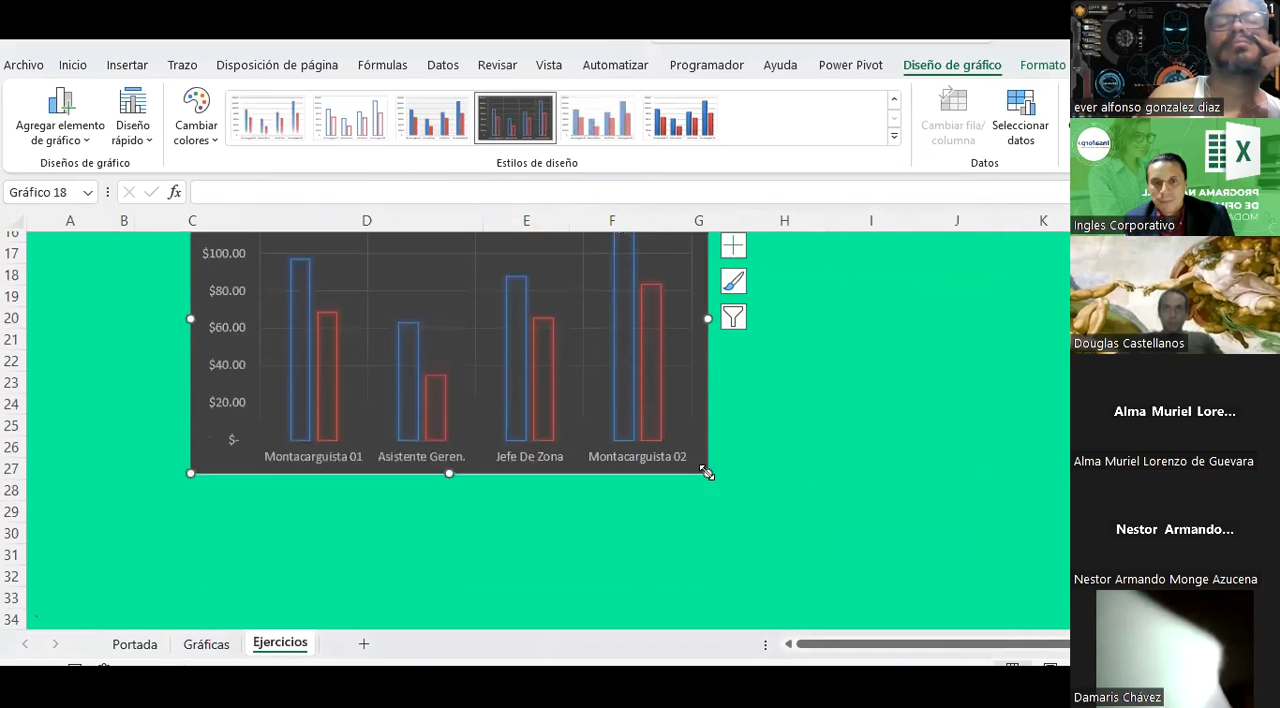 Archivo Inicio Insertar Trazo Disposición de página Fórmulas Datos Revisar Vista Automatizar Programador Ayuda Power Pivot Diseño de gráfico Formato
Agregar elemento
de gráfico
Diseño
rápido
Cambiar
colores
Cambiar fila/
columna
Seleccionar
datos
Diseños de gráfico
Estilos de diseño
Datos
Gráfico 18
fx
A B C D E F G H I J K
17
18
19
20
21
22
23
24
25
26
27
28
29
30
31
32
33
34
$100.00
$80.00
$60.00
$40.00
$20.00
$-
Montacarguista 01 Asistente Geren. Jefe De Zona Montacarguista 02
Portada Gráficas Ejercicios
ever alfonso gonzalez diaz
PROGRAMA
DE OFI
MODA
X
Ingles Corporativo
Douglas Castellanos
Alma Muriel Lore...
Alma Muriel Lorenzo de Guevara
Nestor Armando...
Nestor Armando Monge Azucena
Damaris Chávez